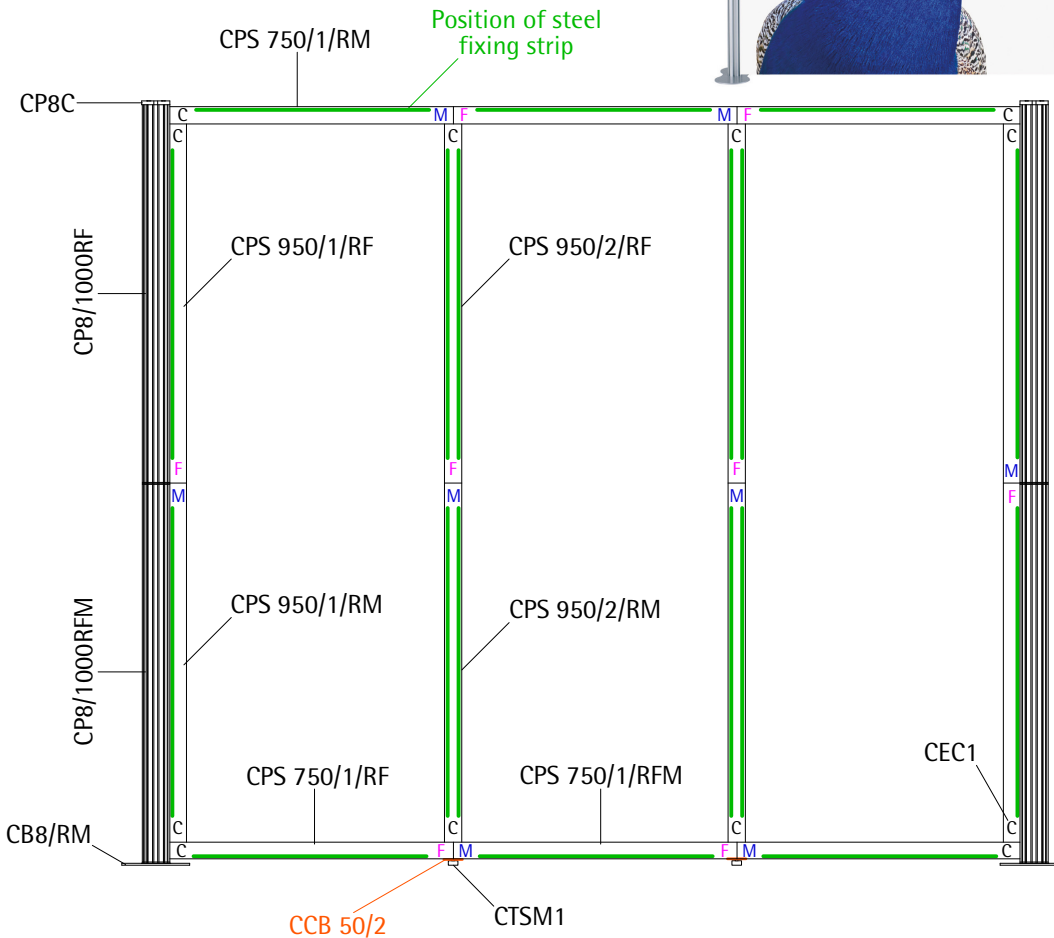 Position of steel
fixing strip
CPS 750/1/RM
CP8C
C M F M F C
C C C C
CPS 950/1/RF
CPS 950/2/RF
CP8/1000RF
F F F M
M M M F
CPS 950/1/RM
CPS 950/2/RM
CP8/1000RFM
CPS 750/1/RF
CPS 750/1/RFM
CEC1
CB8/RM
C C C C
C F M F M C
CCB 50/2
CTSM1